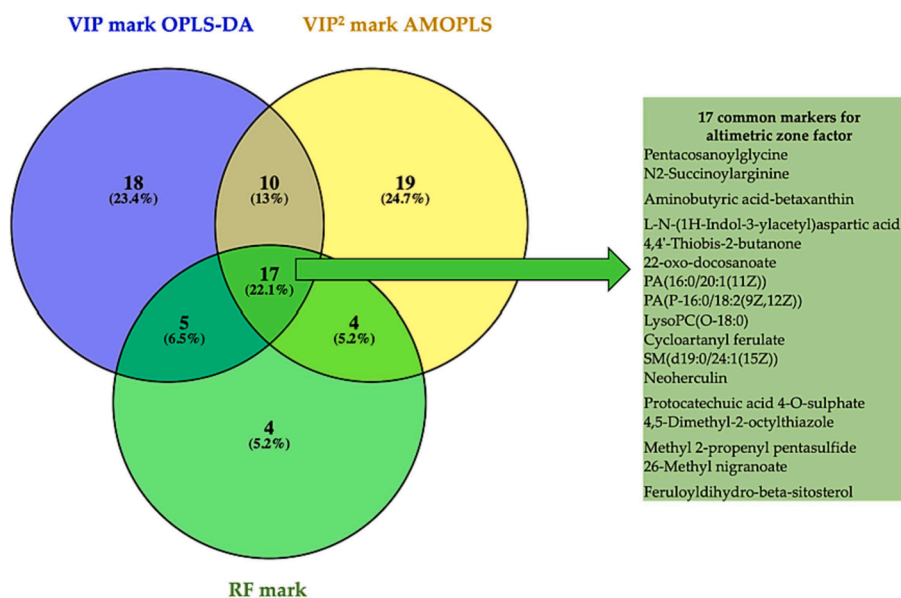 VIP mark OPLS-DA
VIP² mark AMOPLS
18
(23.4%)
10
(13%)
19
(24.7%)
17
(22.1%)
5
(6.5%)
4
(5.2%)
4
(5.2%)
RF mark
17 common markers for
altimetric zone factor
Pentacosanoylglycine
N2-Succinoylarginine
Aminobutyric acid-betaxanthin
L-N-(1H-Indol-3-ylacetyl)aspartic acid
4,4'-Thiobis-2-butanone
22-oxo-docosanoate
PA(16:0/20:1(11Z))
PA(P-16:0/18:2(9Z,12Z))
LysoPC(O-18:0)
Cycloartanyl ferulate
SM(d19:0/24:1(15Z))
Neoherculin
Protocatechuic acid 4-O-sulphate
4,5-Dimethyl-2-octylthiazole
Methyl 2-propenyl pentasulfide
26-Methyl nigranoate
Feruloyldihydro-beta-sitosterol